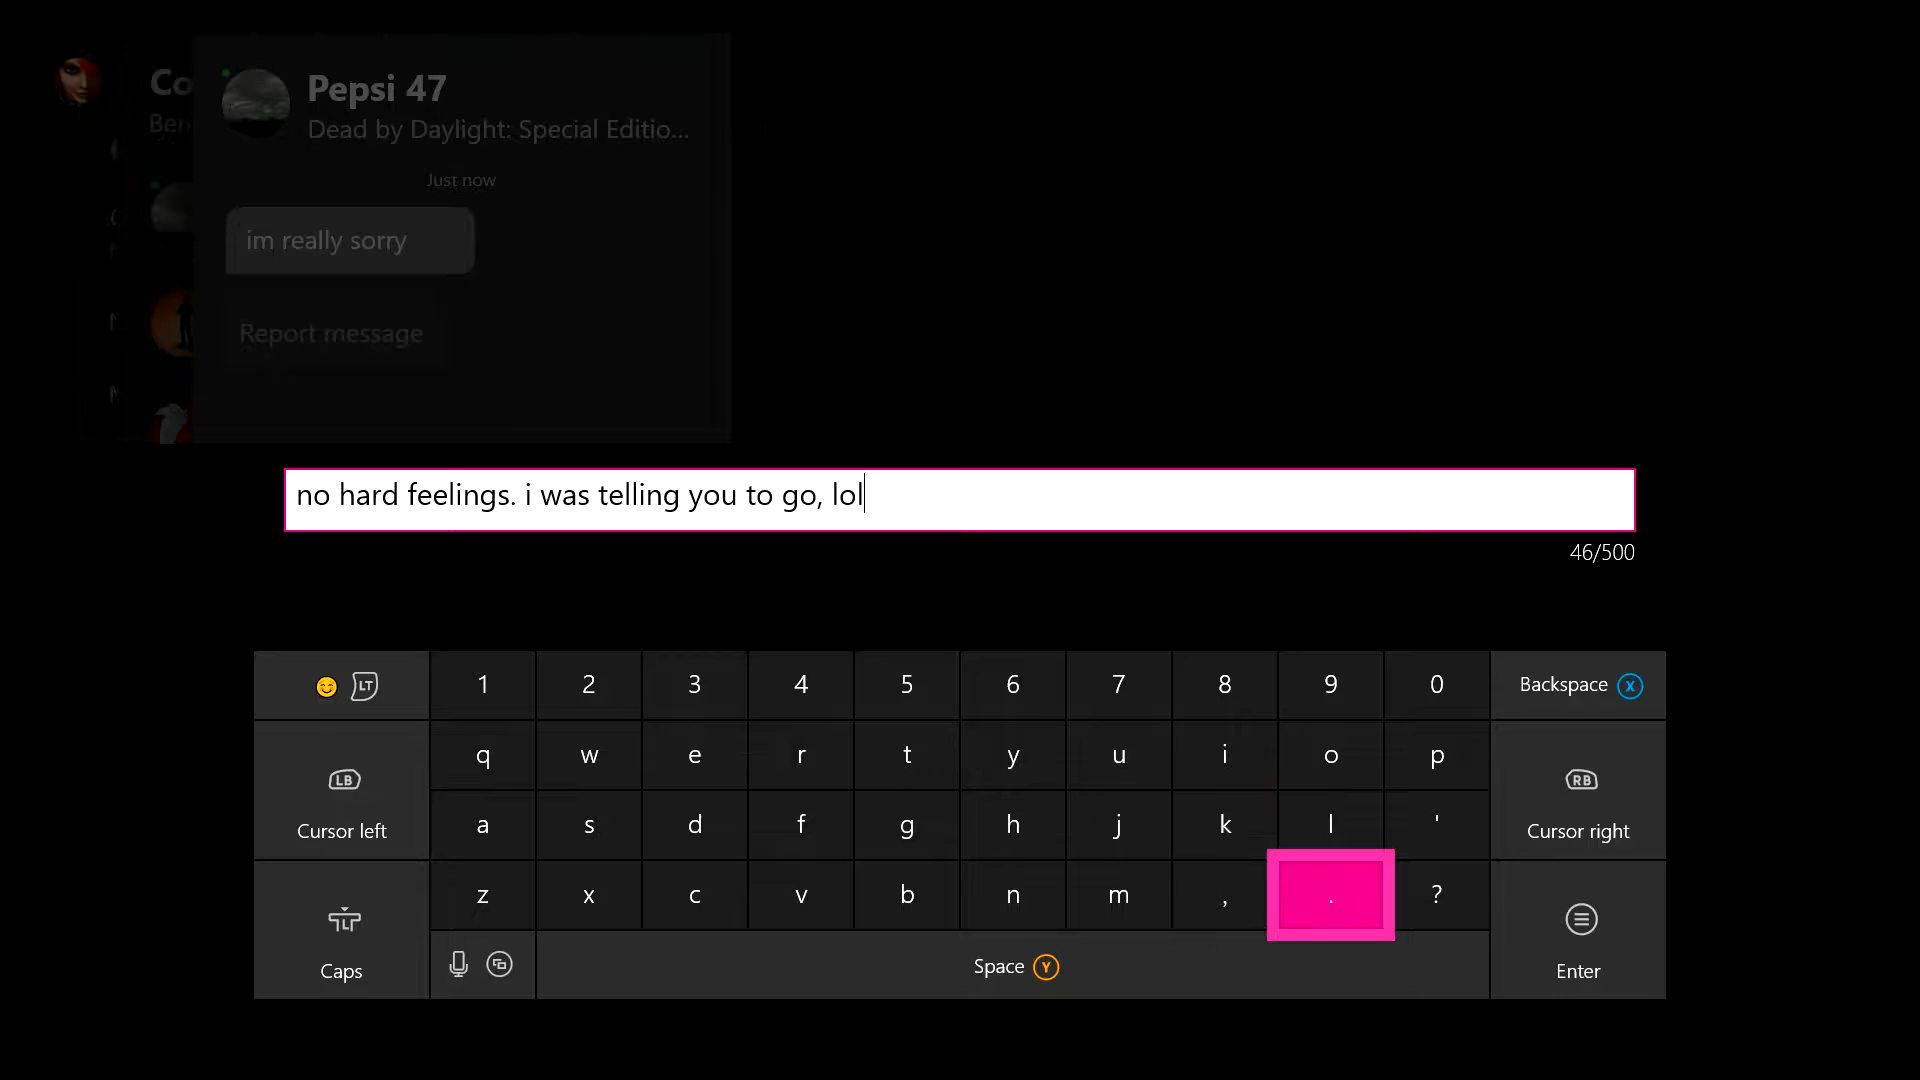 Co
Ben
Pepsi 47
Dead by Daylight: Special Editio...
Just now
im really sorry
Report message
no hard feelings. i was telling you to go, lol
46/500
LT 1 2 3 4 5 6 7 8 9 0 Backspace X
q w e r t y u i o p
LB RB
Cursor left a s d f g h j k l ' Cursor right
z x c v b n m , . ?
Caps Space Y Enter